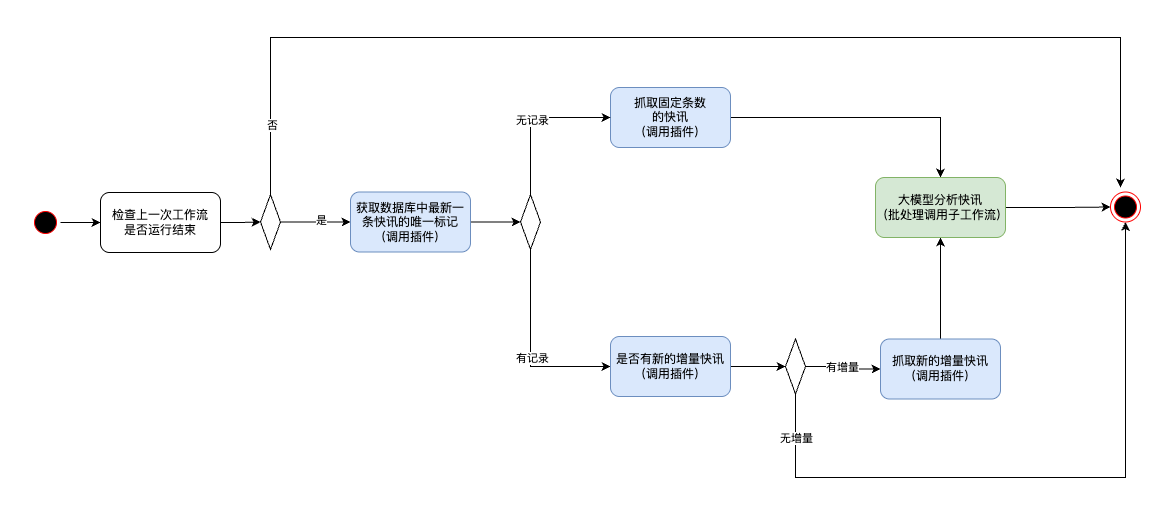 否
检查上一次工作流
是否运行结束
是
获取数据库中最新一
条快讯的唯一标记
(调用插件)
无记录
抓取固定条数
的快讯
(调用插件)
大模型分析快讯
(批处理调用子工作流)
有记录
是否有新的增量快讯
(调用插件)
有增量
抓取新的增量快讯
(调用插件)
无增量